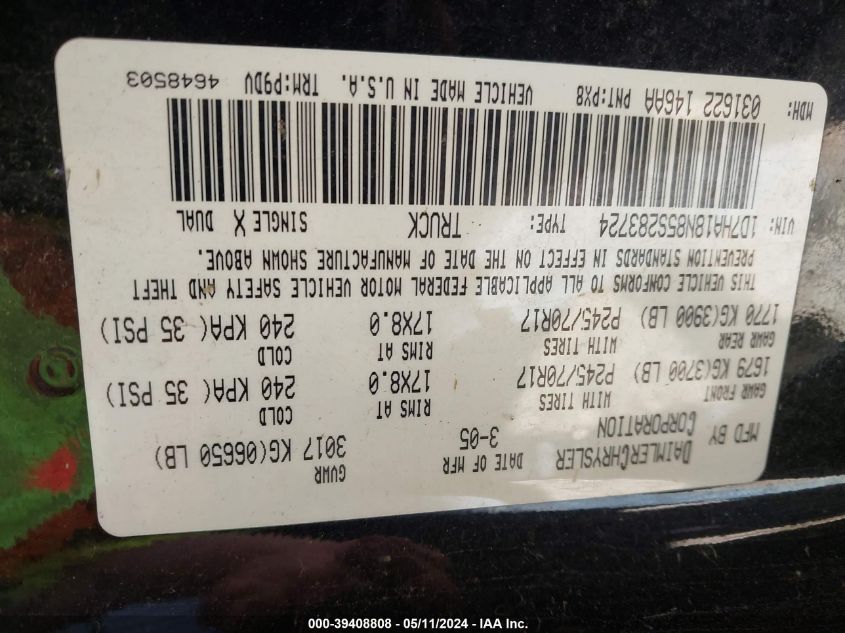 MFD BY DAIMLERCHRYSLER CORPORATION DATE OF MFR 3-05 GVWR 3017 KG(06650 LB)
GAWR FRONT WITH TIRES RIMS AT COLD
1679 KG(3700 LB) P245/70R17 17X8.0 240 KPA( 35 PSI)
GAWR REAR WITH TIRES RIMS AT COLD
1770 KG(3900 LB) P245/70R17 17X8.0 240 KPA( 35 PSI)
THIS VEHICLE CONFORMS TO ALL APPLICABLE FEDERAL MOTOR VEHICLE SAFETY AND THEFT
PREVENTION STANDARDS IN EFFECT ON THE DATE OF MANUFACTURE SHOWN ABOVE.
VIN: 1D7HA18N85S283724 TYPE: TRUCK SINGLE X DUAL
MDH: 031622 146AA PNT:PX8 VEHICLE MADE IN U.S.A. TRM:P9DV 4648503
000-39408808 - 05/11/2024 - IAA Inc.